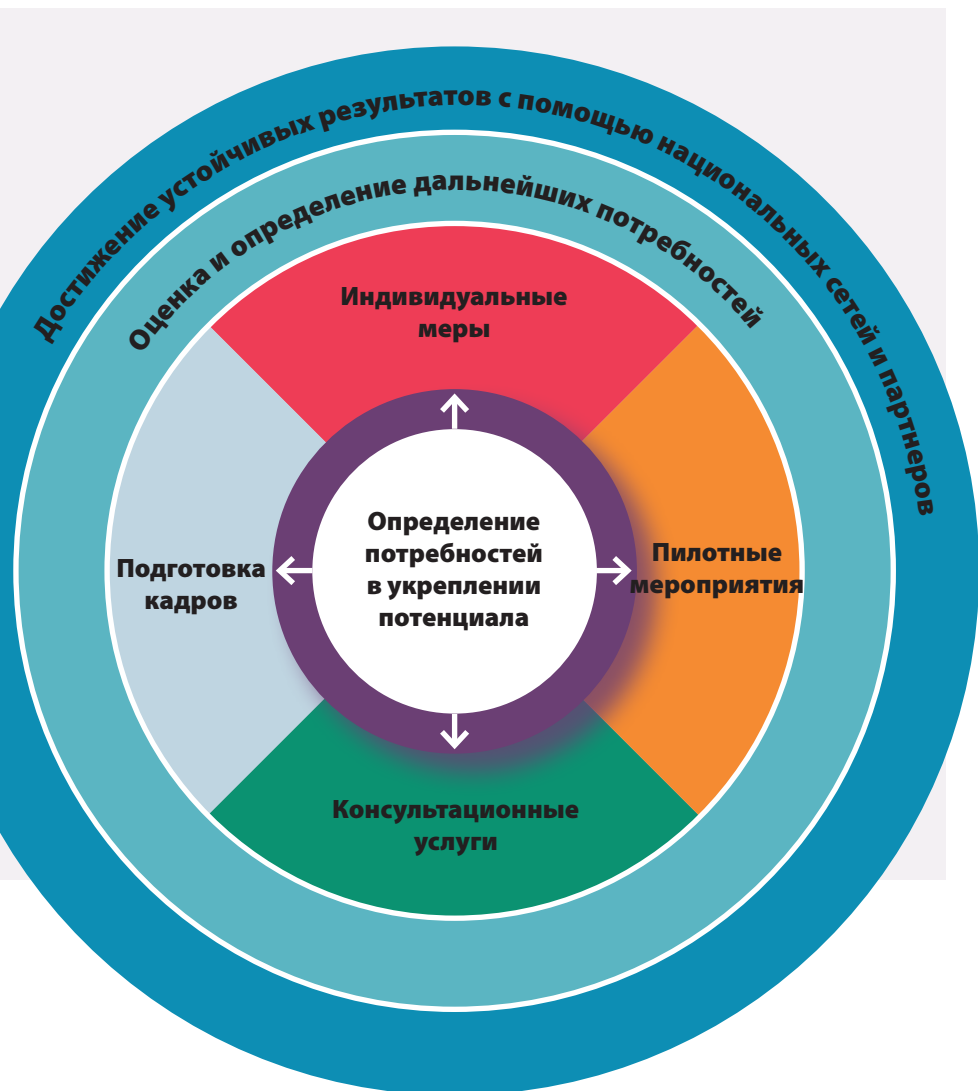 Достижение устойчивых результатов с помощью национальных сетей и партнеров
Оценка и определение дальнейших потребностей
Индивидуальные
меры
Определение
потребностей
в укреплении
потенциала
Подготовка
кадров
Пилотные
мероприятия
Консультационные
услуги